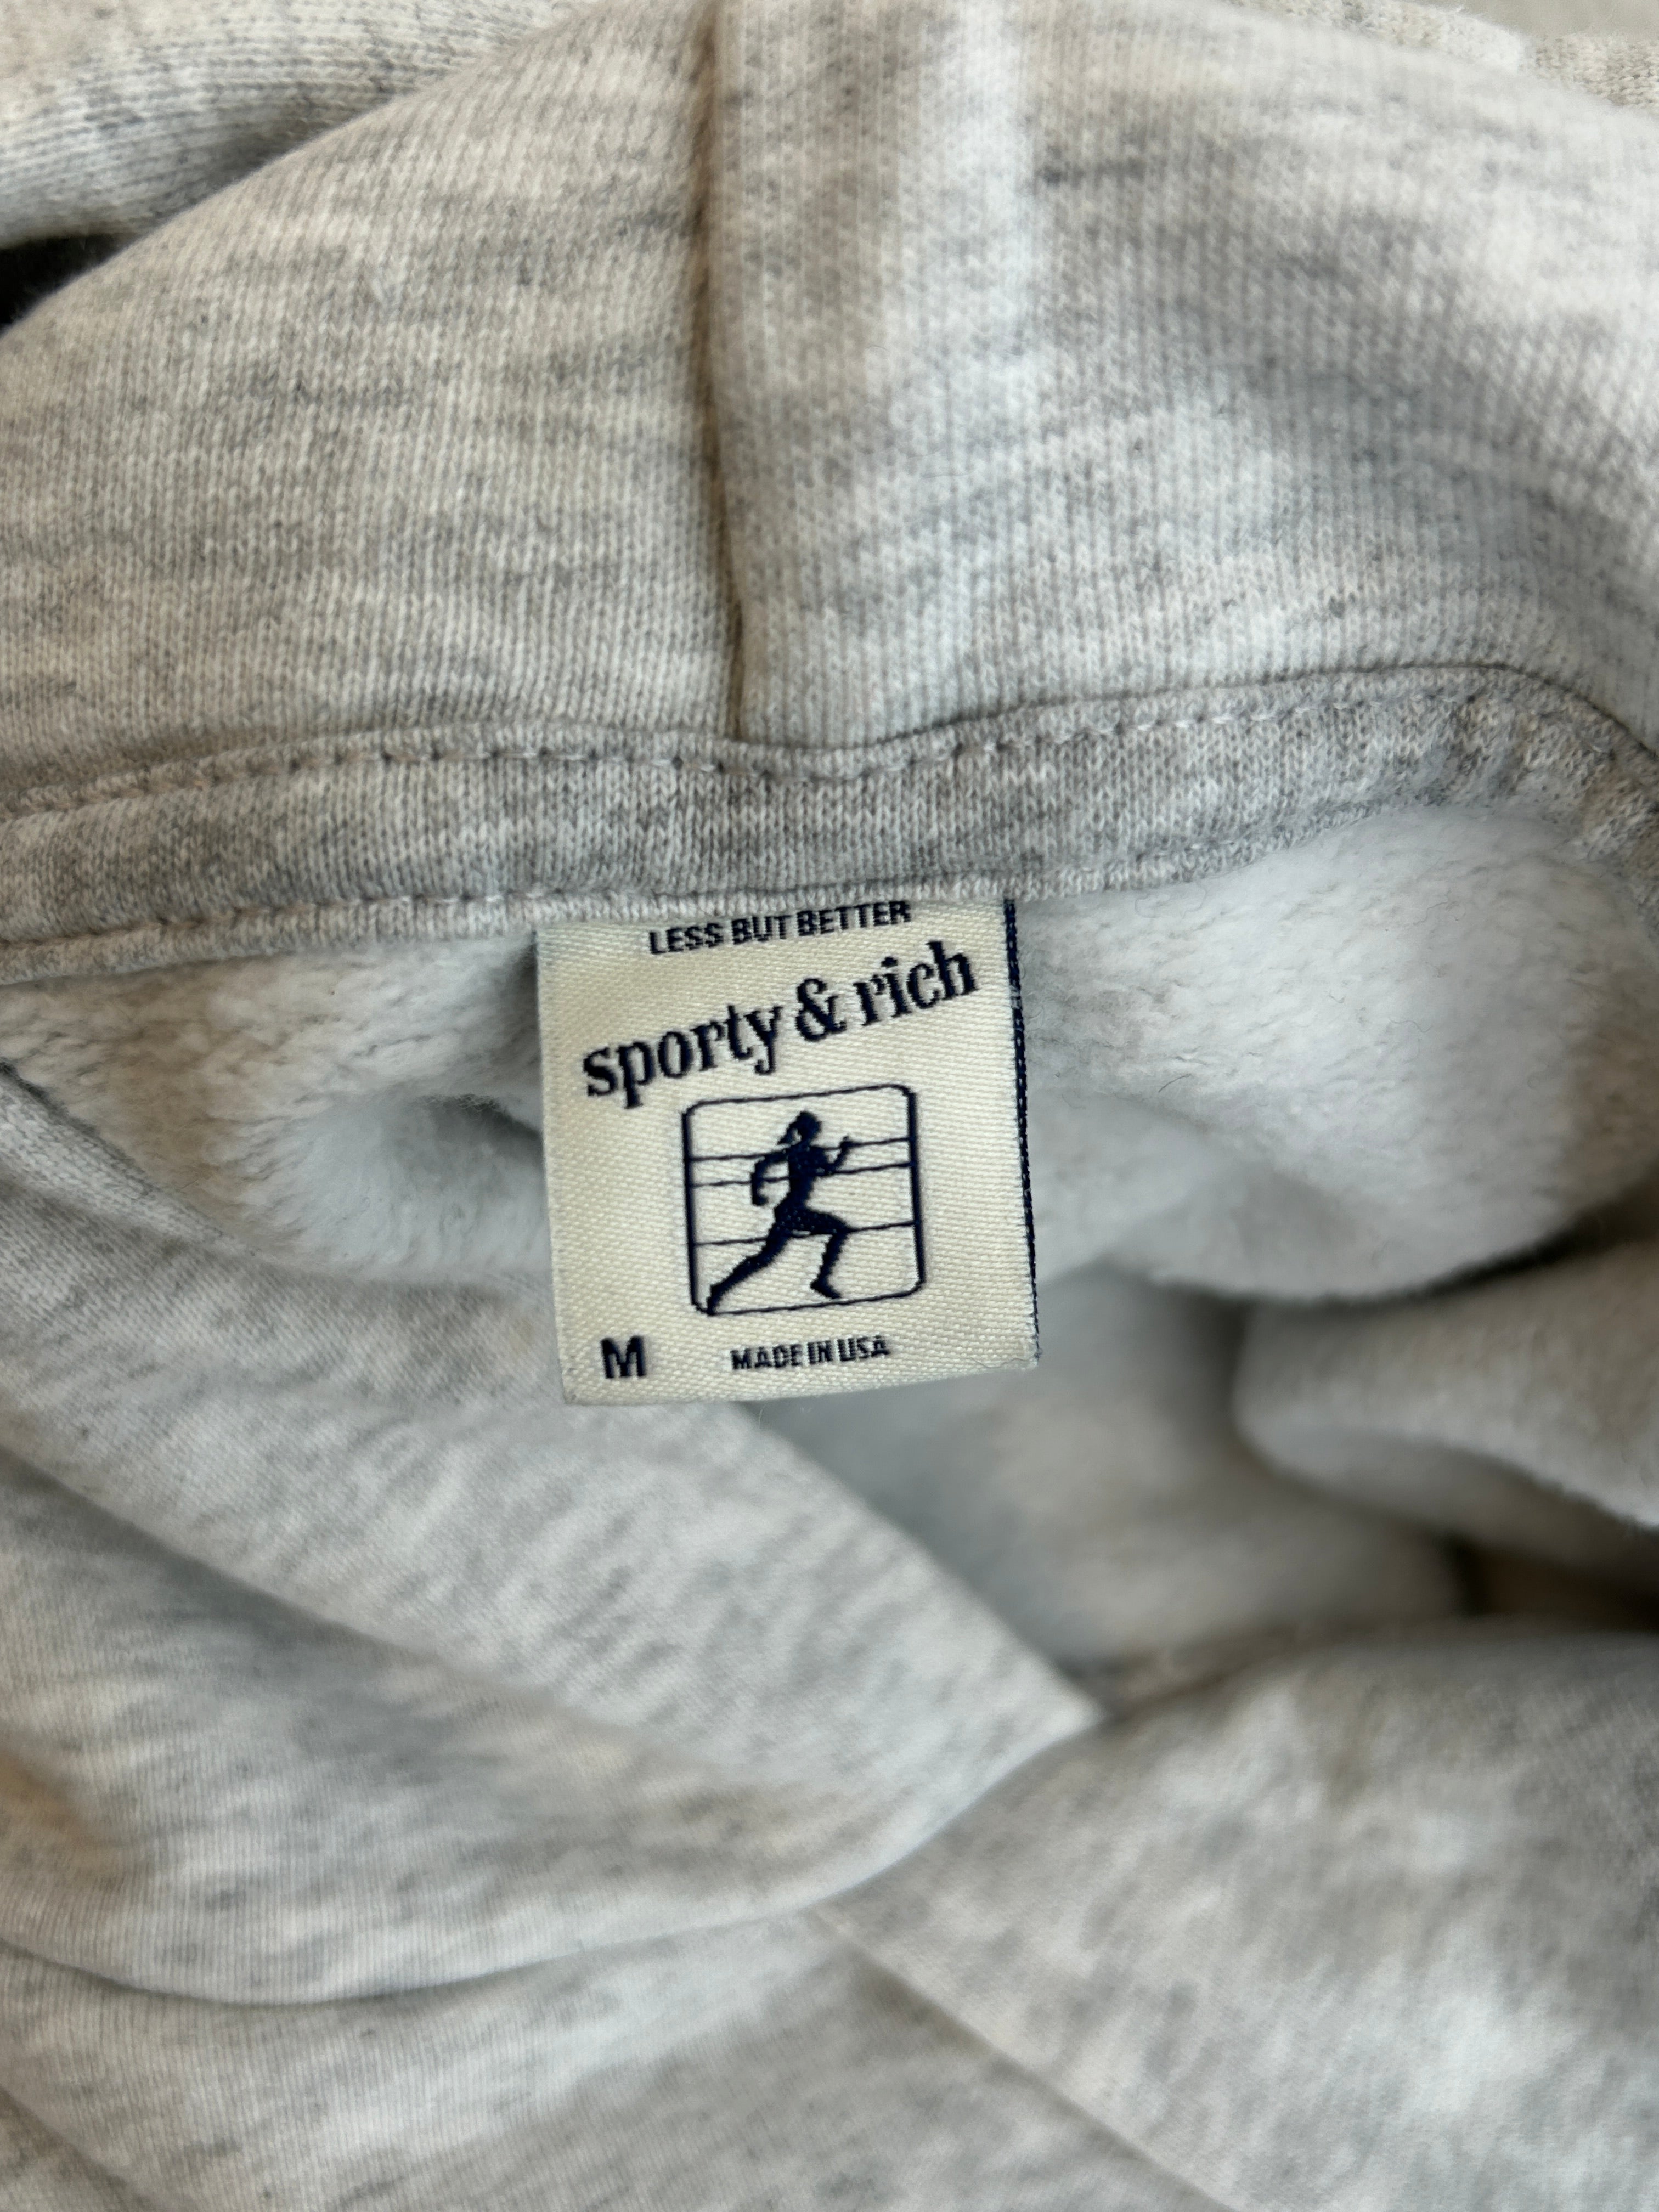 LESS BUT BETTER
sporty & rich
M MADE IN USA